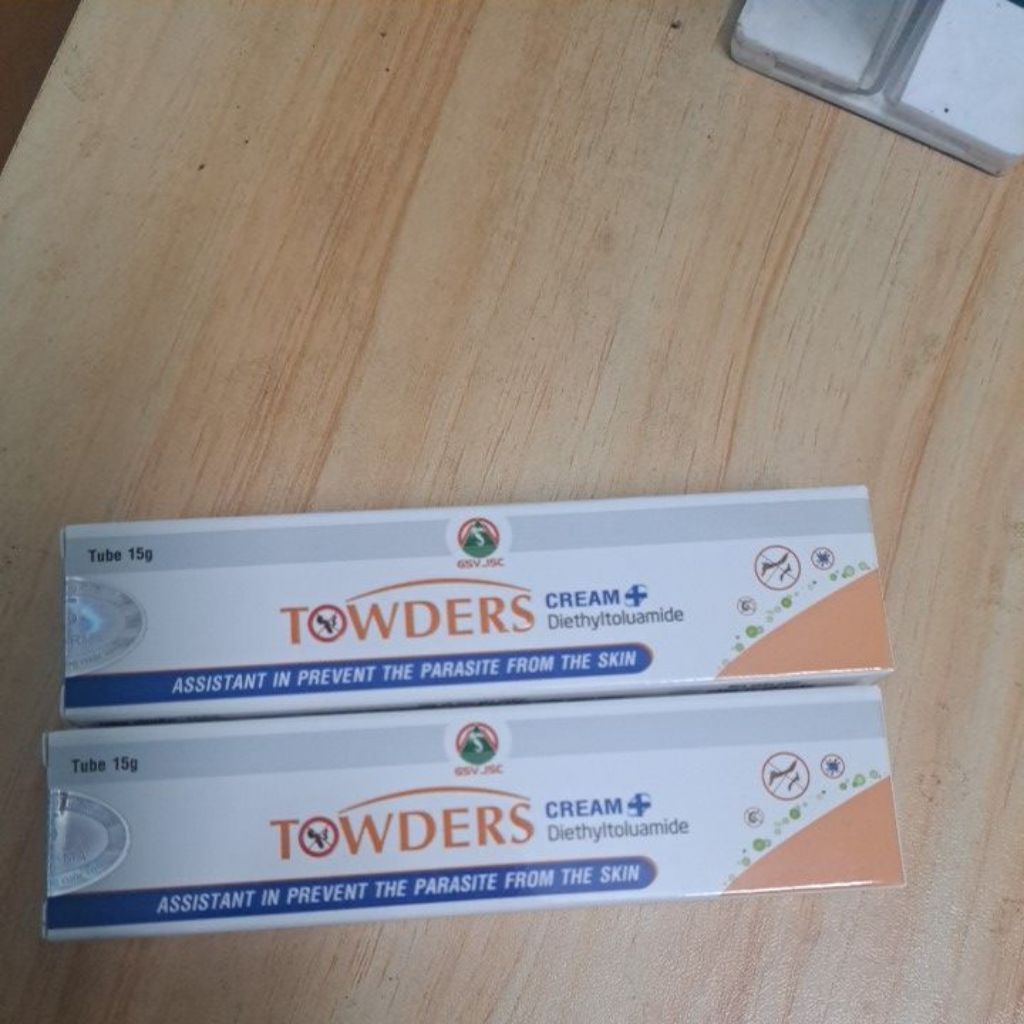 Tube 15g
GSV.,JSC
TOWDERS CREAM
Diethyltoluamide
ASSISTANT IN PREVENT THE PARASITE FROM THE SKIN
Tube 15g
GSV.,JSC
TOWDERS CREAM
Diethyltoluamide
ASSISTANT IN PREVENT THE PARASITE FROM THE SKIN